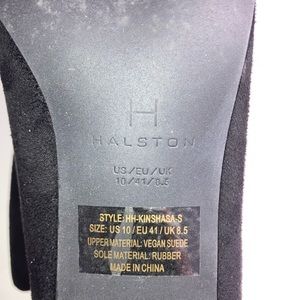 H
HALSTON
US/EU/UK
10/41/8.5
STYLE: HH-KINSHASA-S
SIZE: US 10 / EU 41 / UK 8.5
UPPER MATERIAL: VEGAN SUEDE
SOLE MATERIAL: RUBBER
MADE IN CHINA